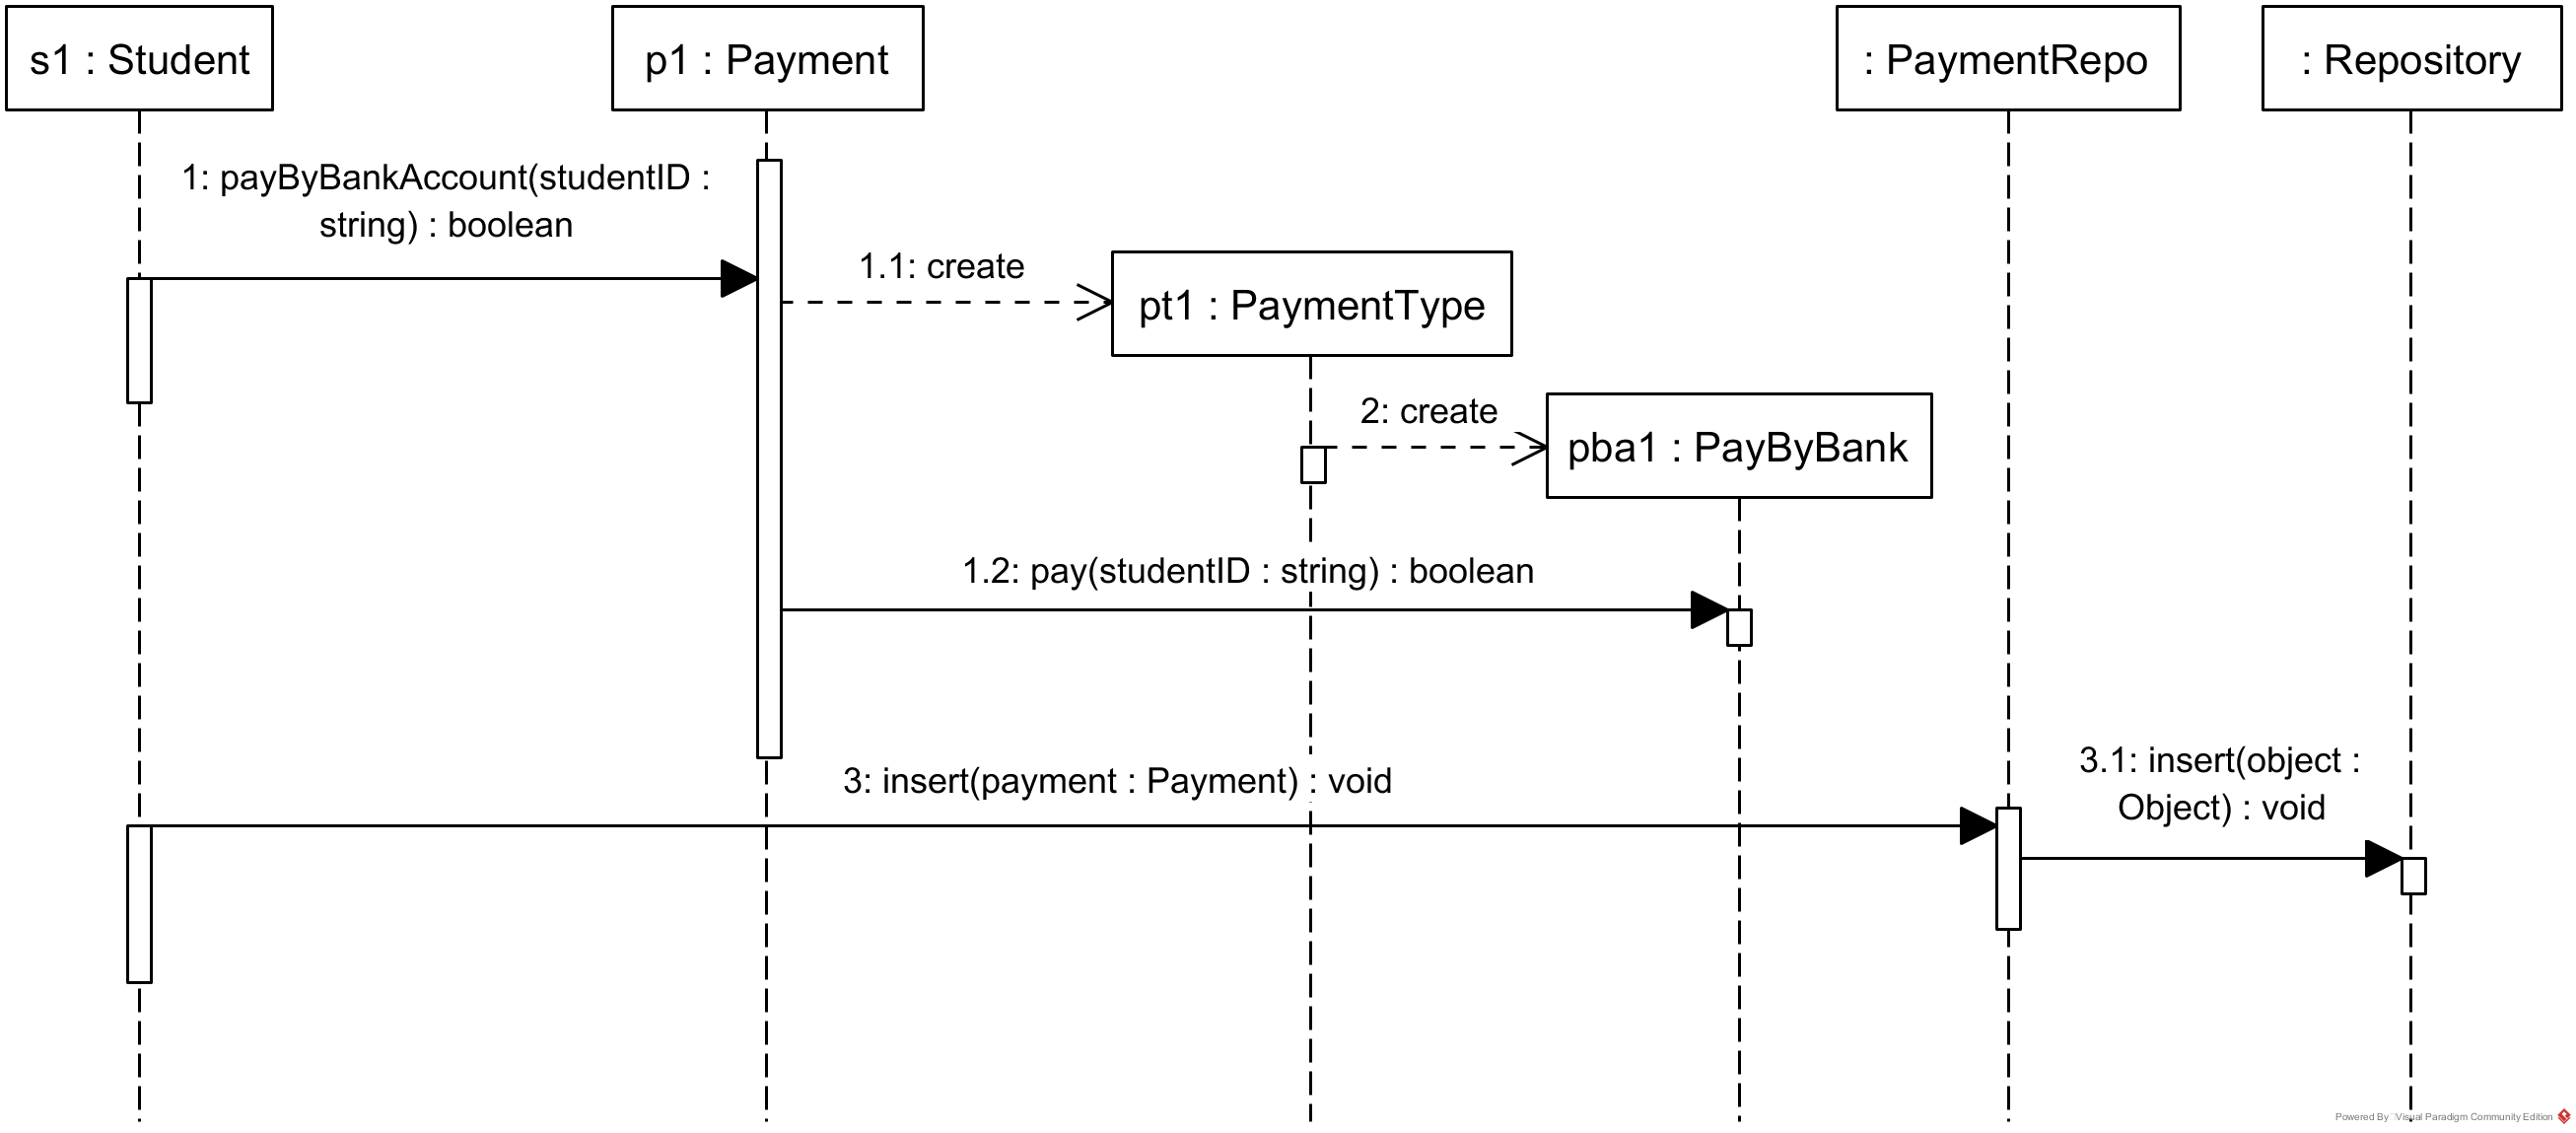 s1 : Student
p1 : Payment
: PaymentRepo
: Repository
1: payByBankAccount(studentID :
string) : boolean
1.1: create
pt1 : PaymentType
2: create
pba1 : PayByBank
1.2: pay(studentID : string) : boolean
3: insert(payment : Payment) : void
3.1: insert(object :
Object) : void
Powered By Visual Paradigm Community Edition